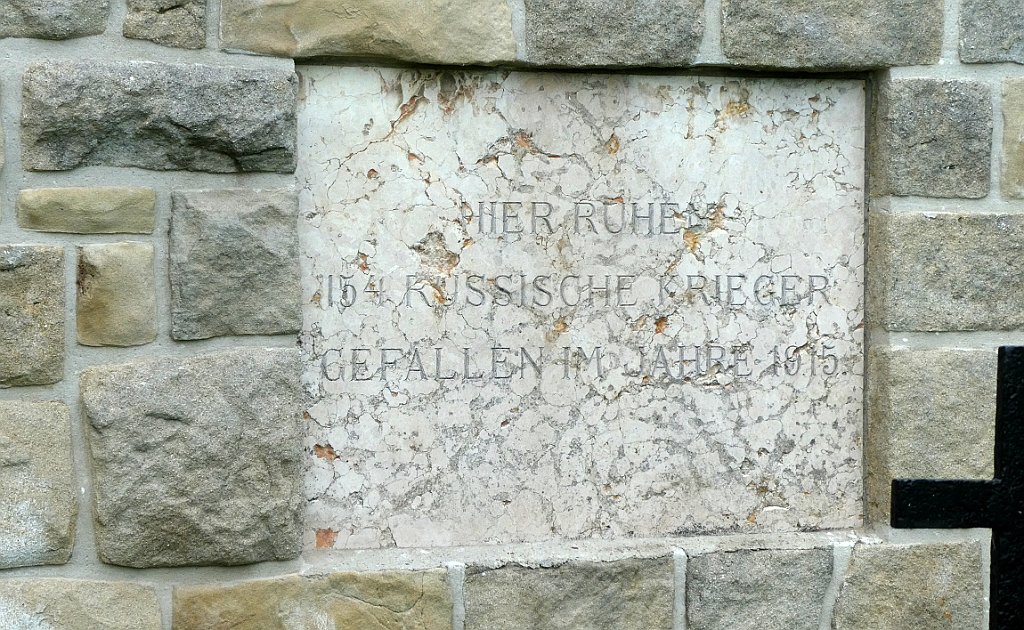 HIER RUHEN
154 RUSSISCHE KRIEGER
GEFALLEN IM JAHRE 1915.